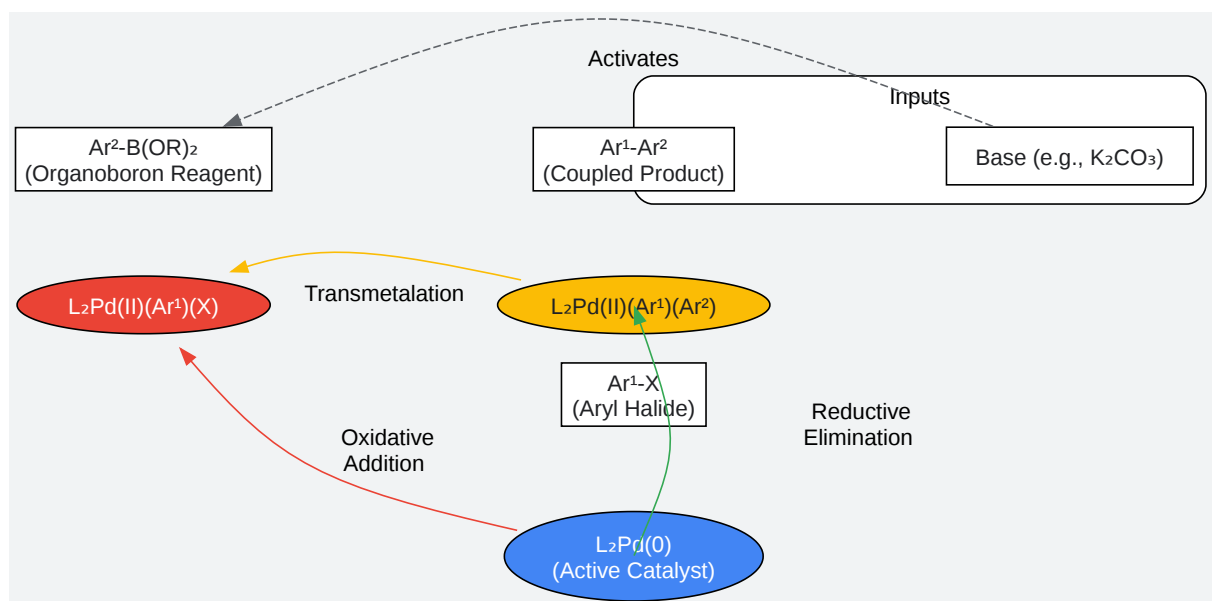 Activates
Inputs
Ar²-B(OR)₂
(Organoboron Reagent)
Ar¹-Ar²
(Coupled Product)
Base (e.g., K₂CO₃)
L₂Pd(II)(Ar¹)(X)
Transmetalation
L₂Pd(II)(Ar¹)(Ar²)
Ar¹-X
(Aryl Halide)
Oxidative
Addition
Reductive
Elimination
L₂Pd(0)
(Active Catalyst)